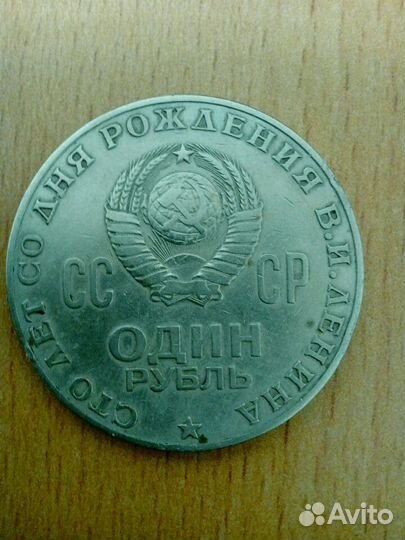 СТО ЛЕТ СО ДНЯ РОЖДЕНИЯ В.И.ЛЕНИНА
СС СР
ОДИН
РУБЛЬ
Avito